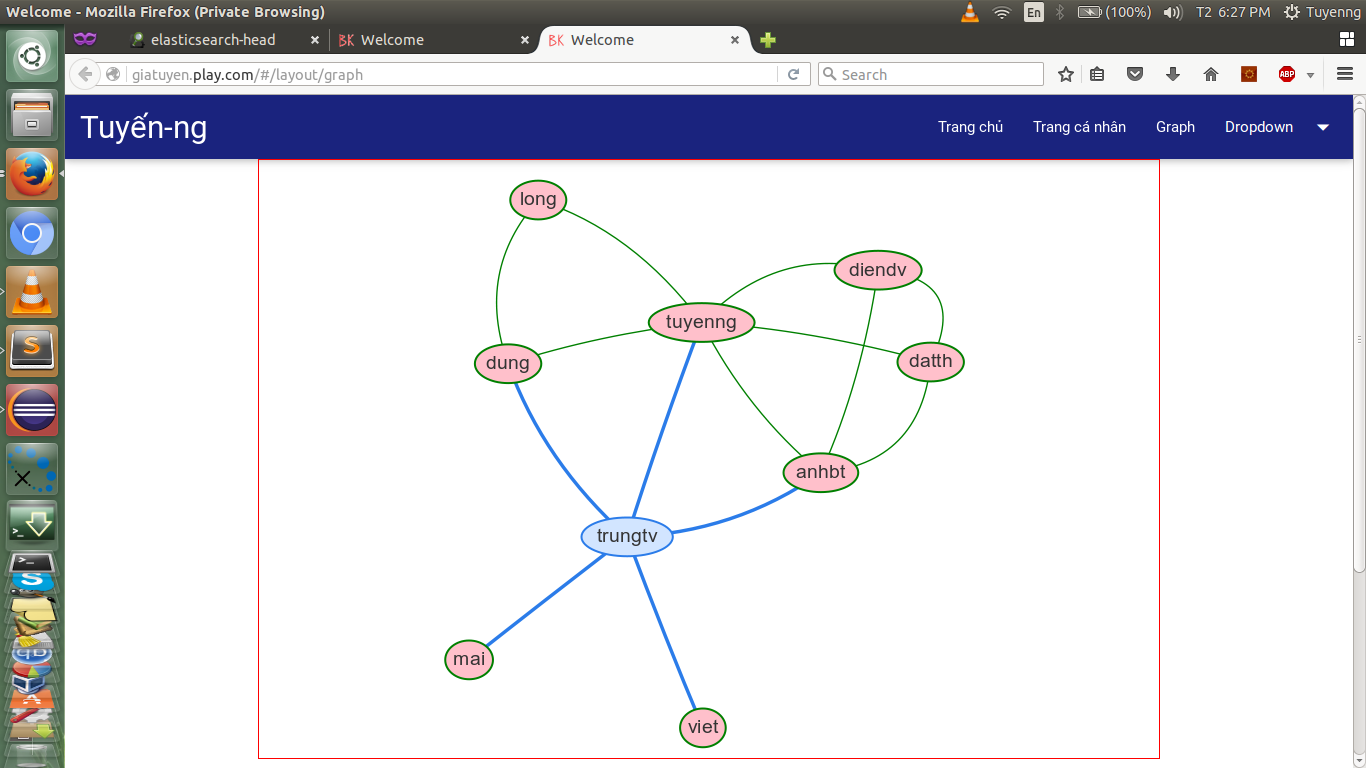 Welcome - Mozilla Firefox (Private Browsing)
En (100%) T2 6:27 PM Tuyenng
elasticsearch-head BK Welcome BK Welcome
giatuyen.play.com/#/layout/graph Search ABP
Tuyến-ng Trang chủ Trang cá nhân Graph Dropdown
long
diendv
tuyenng
dung datth
anhbt
trungtv
mai
viet